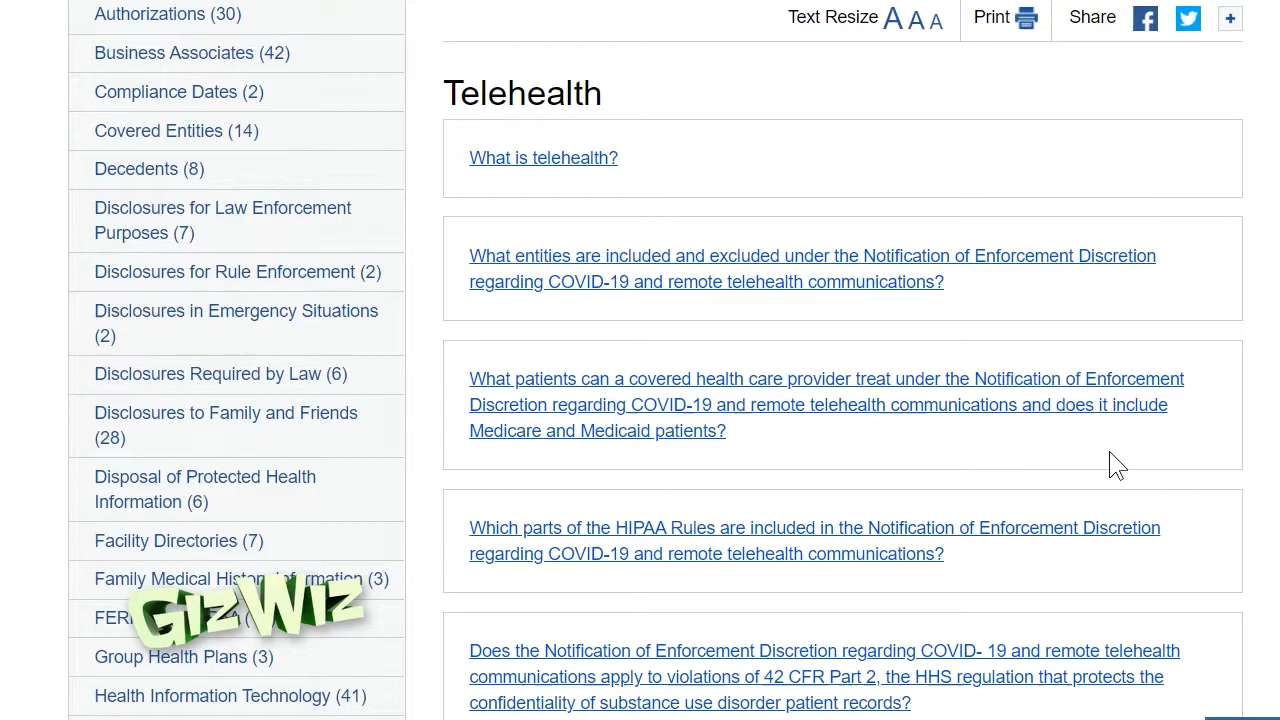 Authorizations (30)
Business Associates (42)
Compliance Dates (2)
Covered Entities (14)
Decedents (8)
Disclosures for Law Enforcement
Purposes (7)
Disclosures for Rule Enforcement (2)
Disclosures in Emergency Situations
(2)
Disclosures Required by Law (6)
Disclosures to Family and Friends
(28)
Disposal of Protected Health
Information (6)
Facility Directories (7)
Family Medical History Information (3)
GizWiz
Group Health Plans (3)
Health Information Technology (41)
Text Resize A A A
Print
Share
Telehealth
What is telehealth?
What entities are included and excluded under the Notification of Enforcement Discretion
regarding COVID-19 and remote telehealth communications?
What patients can a covered health care provider treat under the Notification of Enforcement
Discretion regarding COVID-19 and remote telehealth communications and does it include
Medicare and Medicaid patients?
Which parts of the HIPAA Rules are included in the Notification of Enforcement Discretion
regarding COVID-19 and remote telehealth communications?
Does the Notification of Enforcement Discretion regarding COVID- 19 and remote telehealth
communications apply to violations of 42 CFR Part 2, the HHS regulation that protects the
confidentiality of substance use disorder patient records?